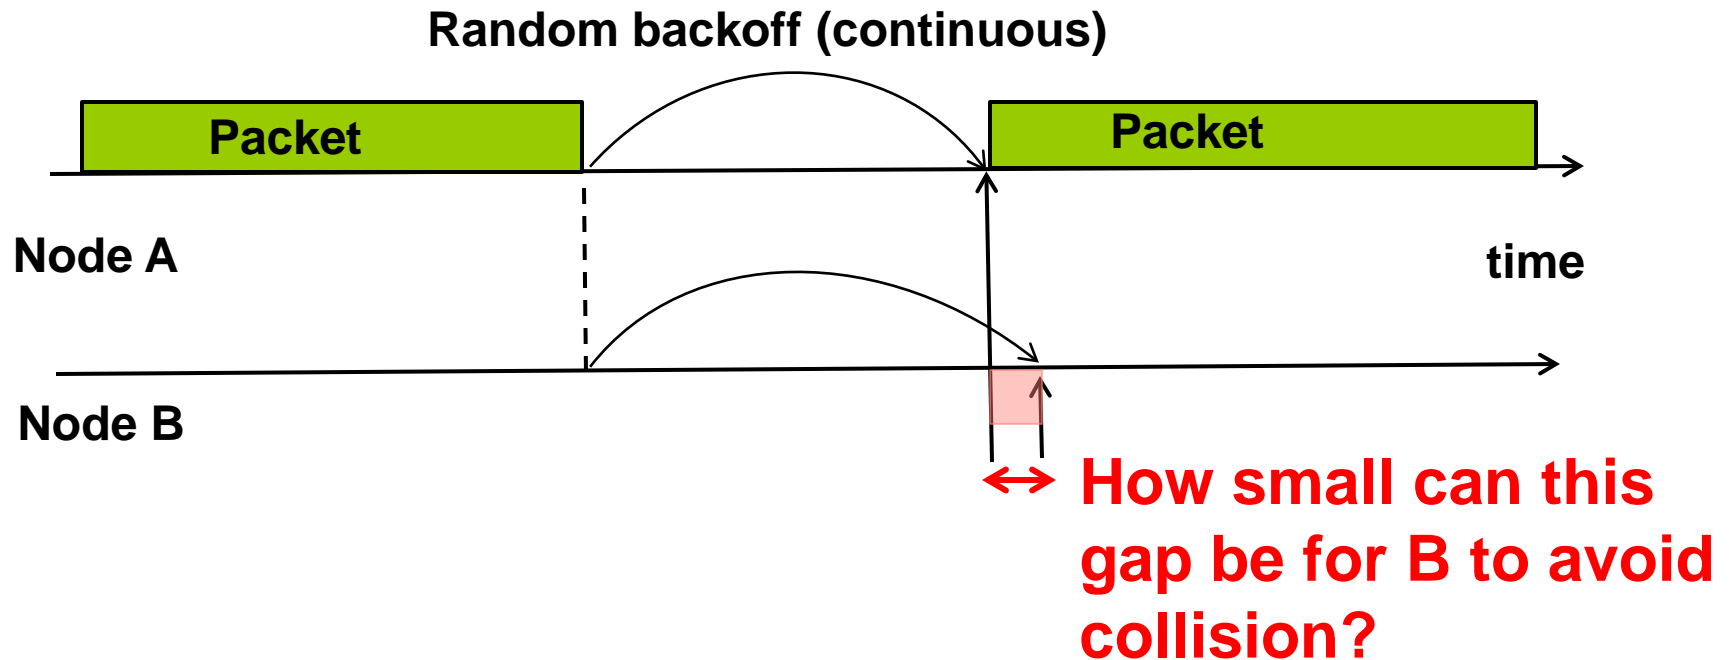 Random backoff (continuous)
Packet
Packet
Node A
time
Node B
How small can this
gap be for B to avoid
collision?